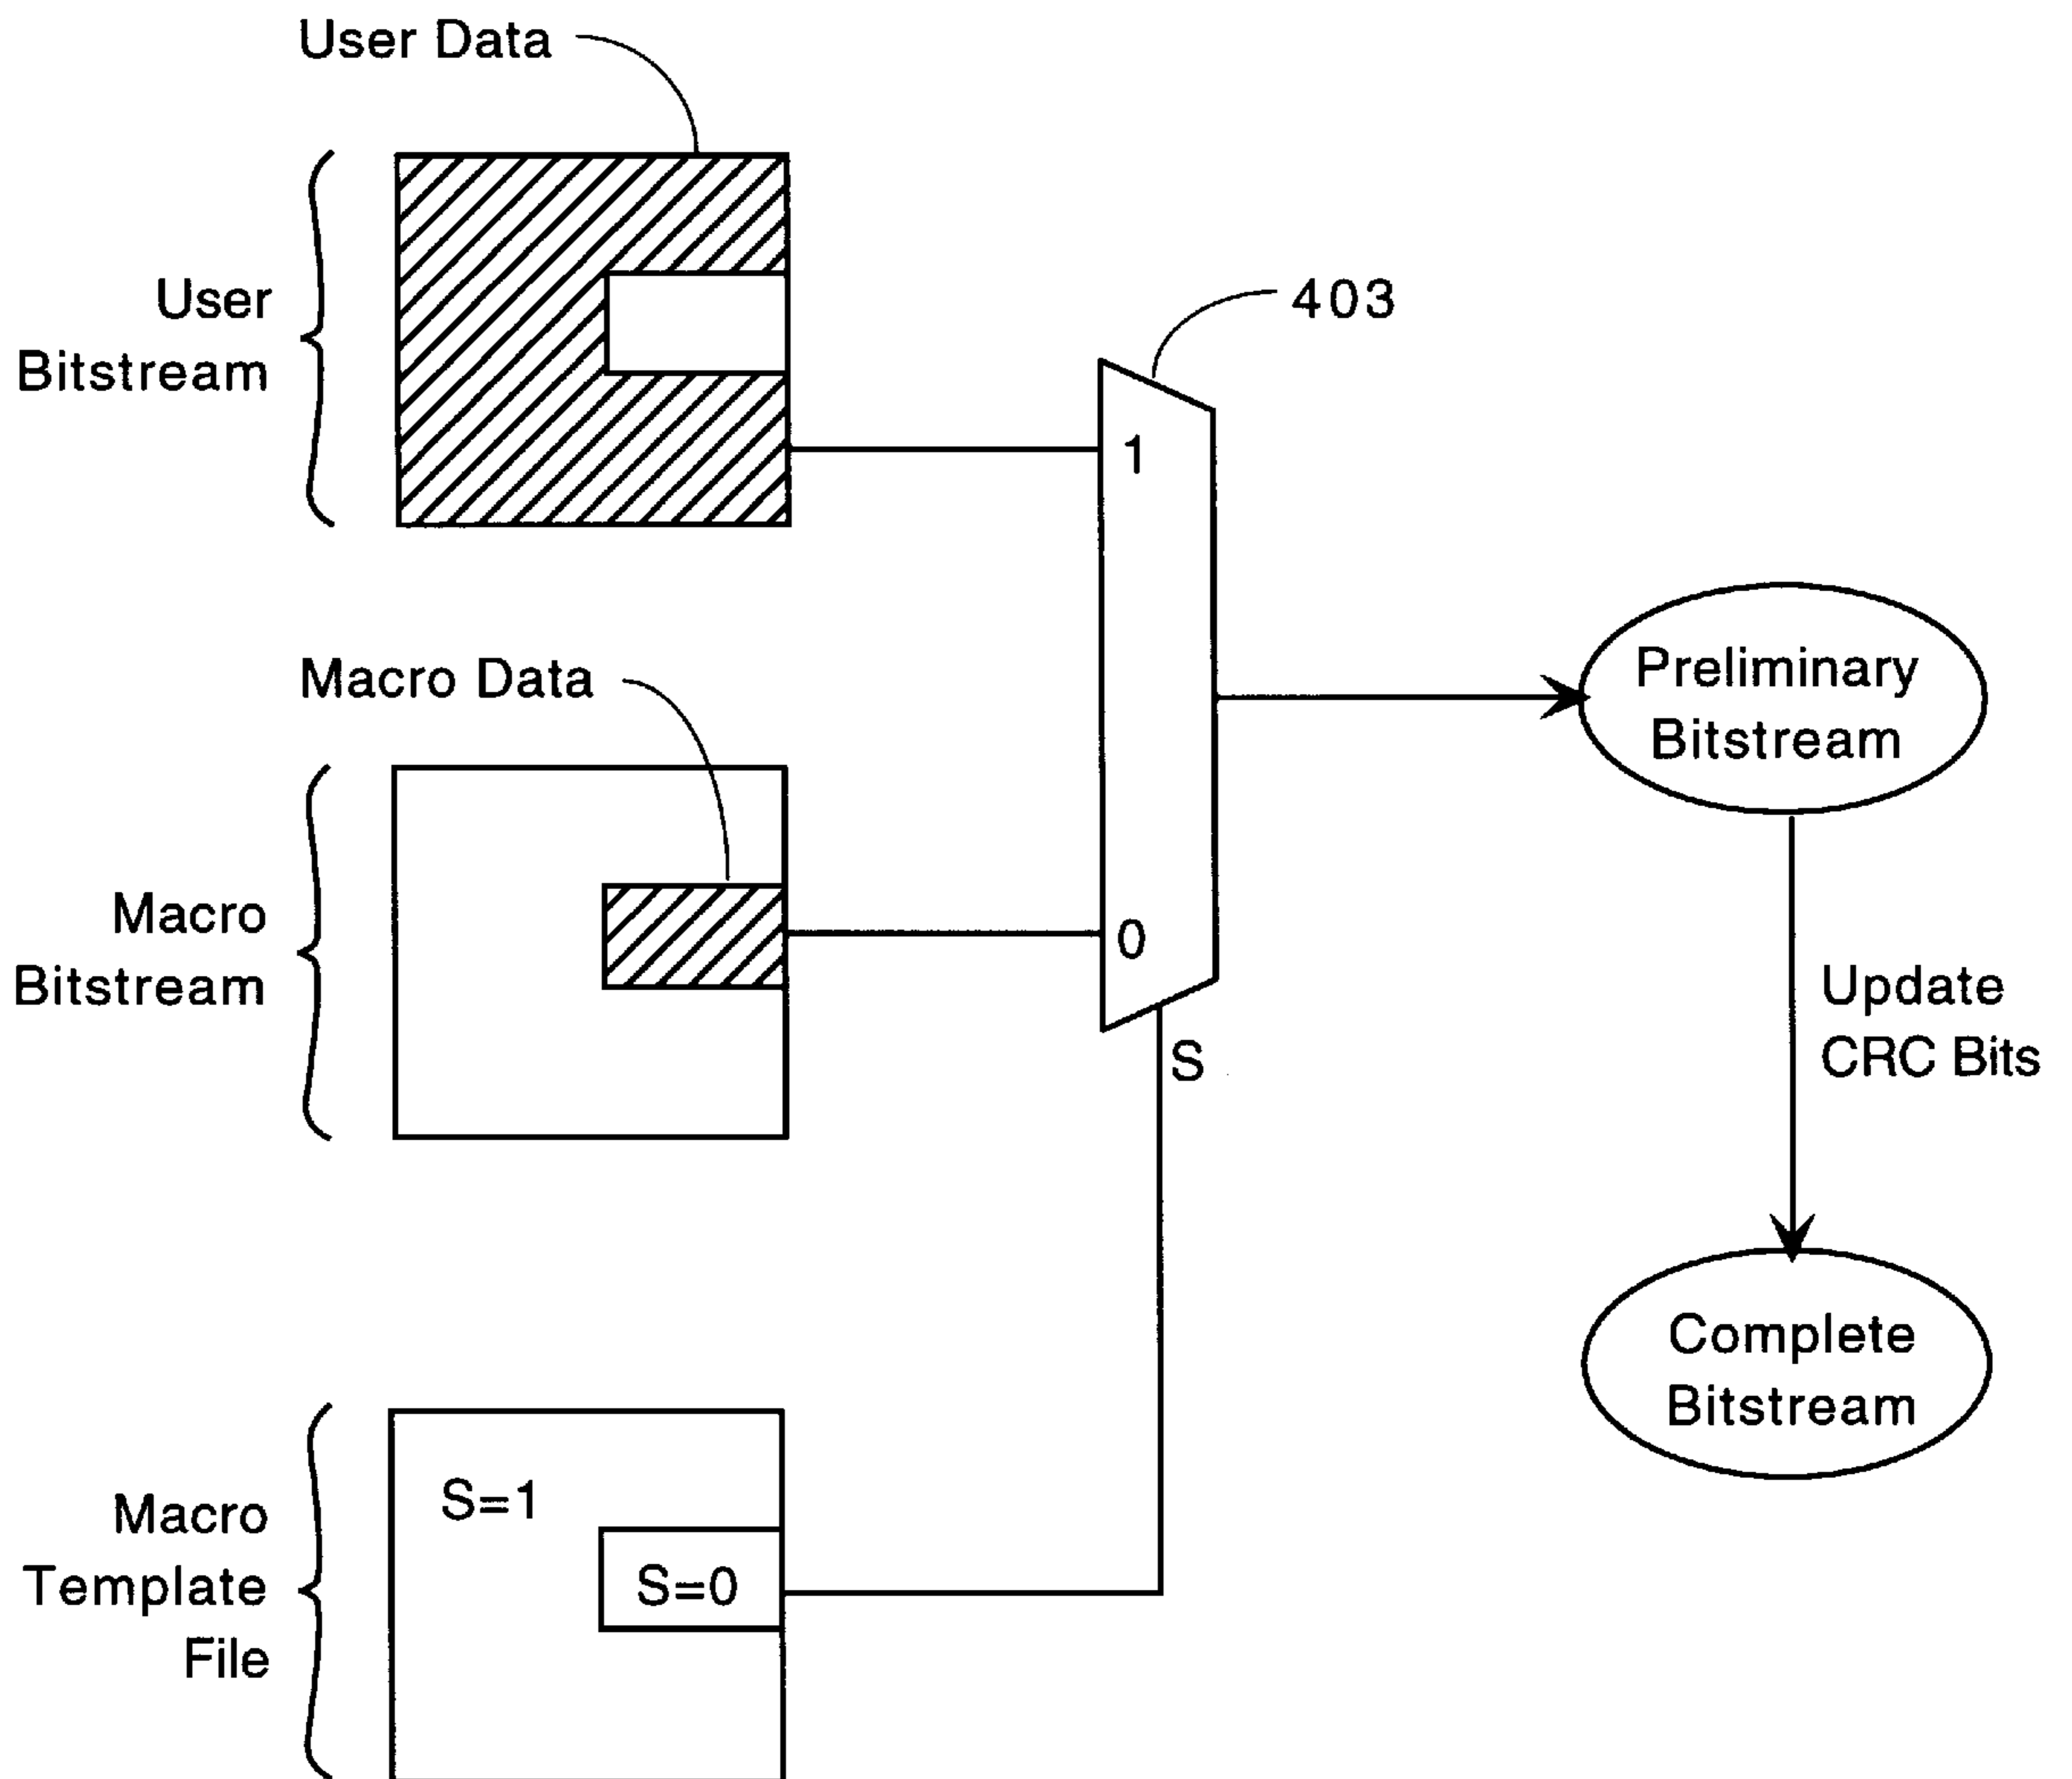 User Data
User
Bitstream
403
1
Macro Data
Preliminary
Bitstream
Macro
Bitstream
0
S
Update
CRC Bits
Complete
Bitstream
Macro
Template
File
S=1
S=0